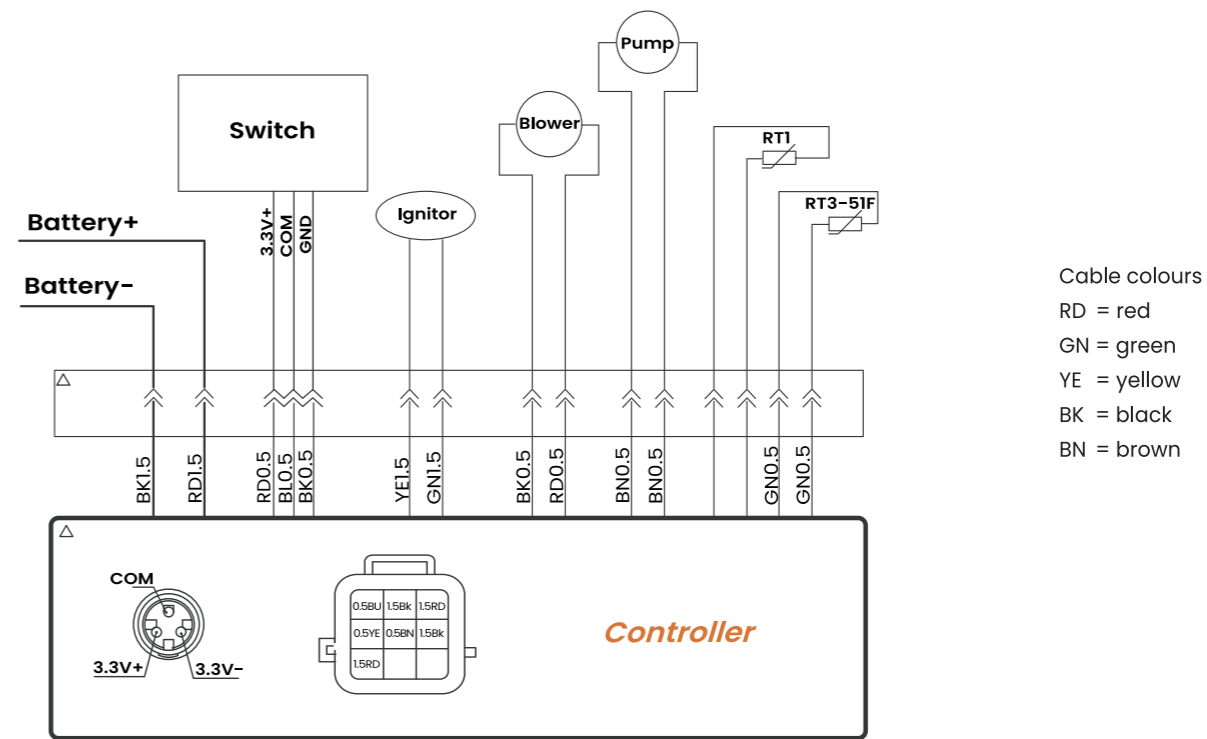 Pump
Blower
Switch
RT1
RT3-51F
Ignitor
3.3V+
COM
GND
Battery+
Battery-
Cable colours
RD = red
GN = green
YE = yellow
BK = black
BN = brown
BK1.5
RD1.5
RD0.5
BL0.5
BK0.5
YE1.5
GN1.5
BK0.5
RD0.5
BN0.5
BN0.5
GN0.5
GN0.5
COM
3.3V+
3.3V-
0.5BU 1.5Bk 1.5RD
0.5YE 0.5BN 1.5Bk
1.5RD
Controller